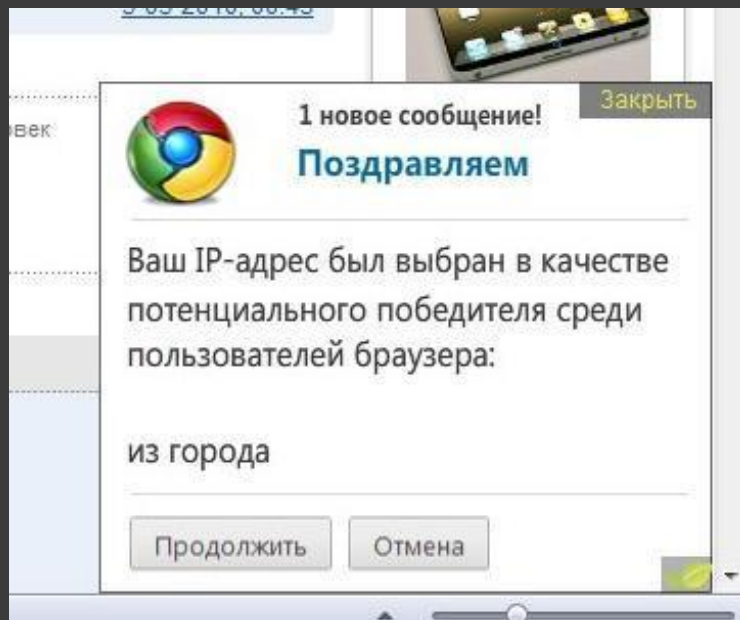 Закрыть
1 новое сообщение!
Поздравляем
овек
Ваш IP-адрес был выбран в качестве
потенциального победителя среди
пользователей браузера:
из города
Продолжить
Отмена